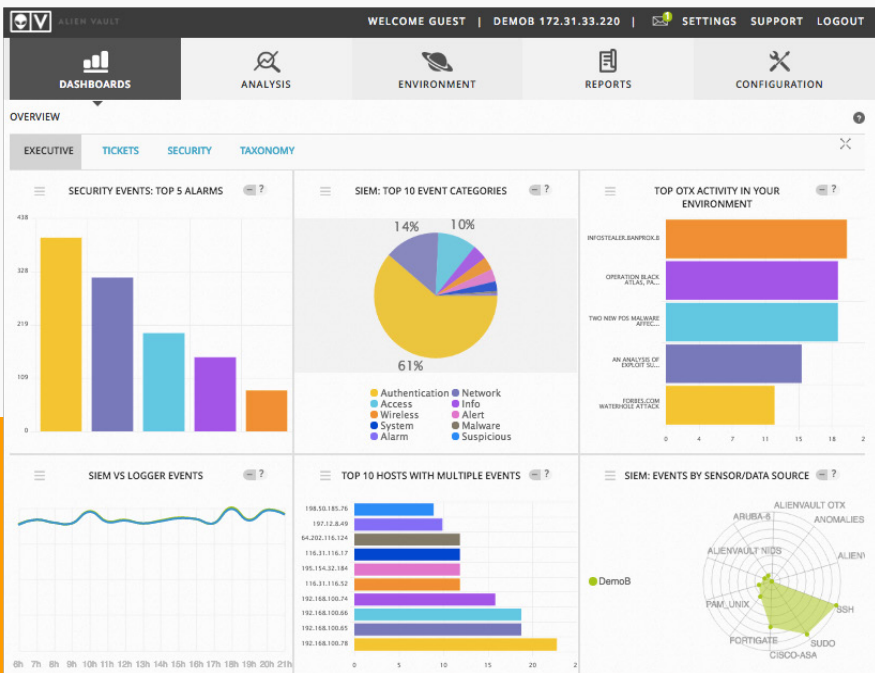 ALIEN VAULT
WELCOME GUEST | DEMOB 172.31.33.220 | 1 SETTINGS SUPPORT LOGOUT
DASHBOARDS ANALYSIS ENVIRONMENT REPORTS CONFIGURATION
OVERVIEW ?
EXECUTIVE TICKETS SECURITY TAXONOMY
SECURITY EVENTS: TOP 5 ALARMS - ?
438
328
219
109
0
SIEM: TOP 10 EVENT CATEGORIES - ?
14% 10%
61%
Authentication Network
Access Info
Wireless Alert
System Malware
Alarm Suspicious
TOP OTX ACTIVITY IN YOUR - ?
ENVIRONMENT
INFOSTEALER.BANPROX.B
OPERATION BLACK
ATLAS, PA...
TWO NEW POS MALWARE
AFFEC...
AN ANALYSIS OF
EXPLOIT SU...
FORBES.COM
WATERHOLE ATTACK
0 4 7 11 15 18 2
SIEM VS LOGGER EVENTS - ?
6h 7h 8h 9h 10h 11h 12h 13h 14h 15h 16h 17h 18h 19h 20h 21h
TOP 10 HOSTS WITH MULTIPLE EVENTS - ?
198.50.185.76
197.12.8.49
64.202.116.124
116.31.116.17
195.154.32.184
116.31.116.52
192.168.100.74
192.168.100.66
192.168.100.65
192.168.100.78
0 5 10 15 20 2
SIEM: EVENTS BY SENSOR/DATA SOURCE - ?
DemoB
ALIENVAULT OTX
ARUBA-6 ANOMALIES
ALIENVAULT NIDS ALIENV
PAM_UNIX SSH
FORTIGATE SUDO
CISCO-ASA